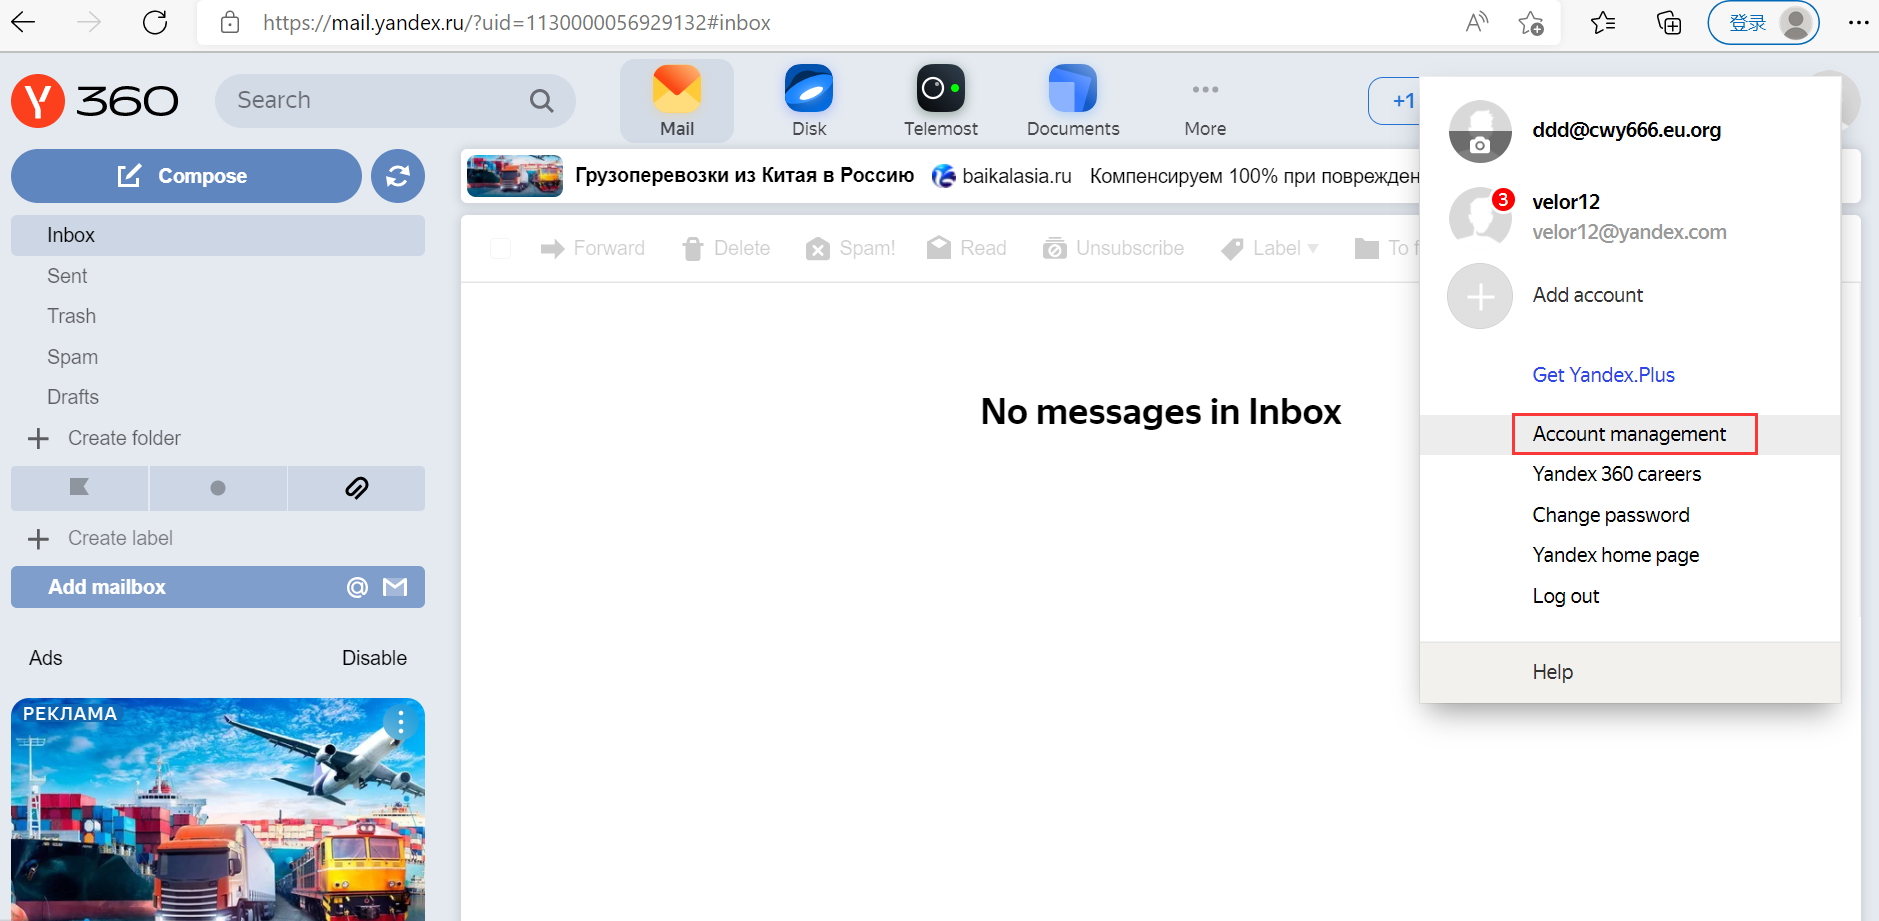 https://mail.yandex.ru/?uid=1130000056929132#inbox
登录
360
Search
Mail
Disk
Telemost
Documents
More
+1
Compose
Грузоперевозки из Китая в Россию baikalasia.ru Компенсируем 100% при поврежден
Inbox
Sent
Trash
Spam
Drafts
Create folder
Create label
Add mailbox
Ads Disable
РЕКЛАМА
Forward Delete Spam! Read Unsubscribe Label To f
No messages in Inbox
ddd@cwy666.eu.org
3
velor12
velor12@yandex.com
Add account
Get Yandex.Plus
Account management
Yandex 360 careers
Change password
Yandex home page
Log out
Help